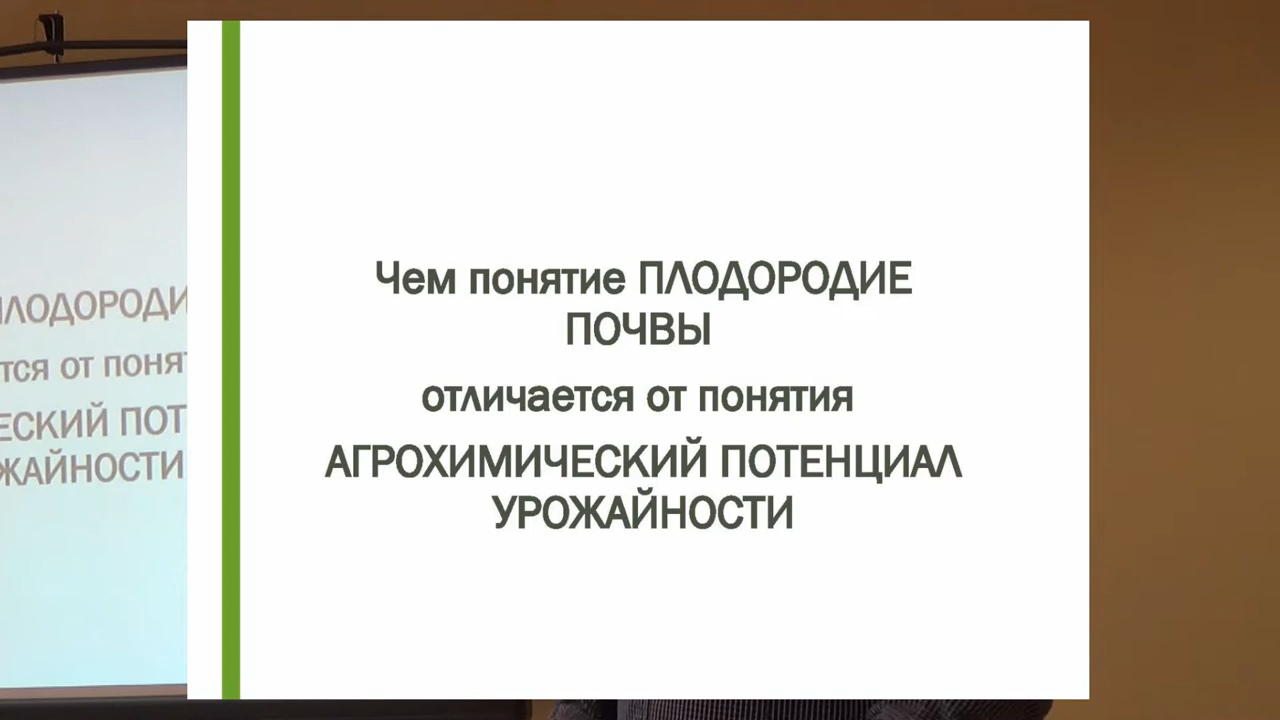 Чем понятие ПЛОДОРОДИЕ
ПОЧВЫ
отличается от понятия
АГРОХИМИЧЕСКИЙ ПОТЕНЦИАЛ
УРОЖАЙНОСТИ